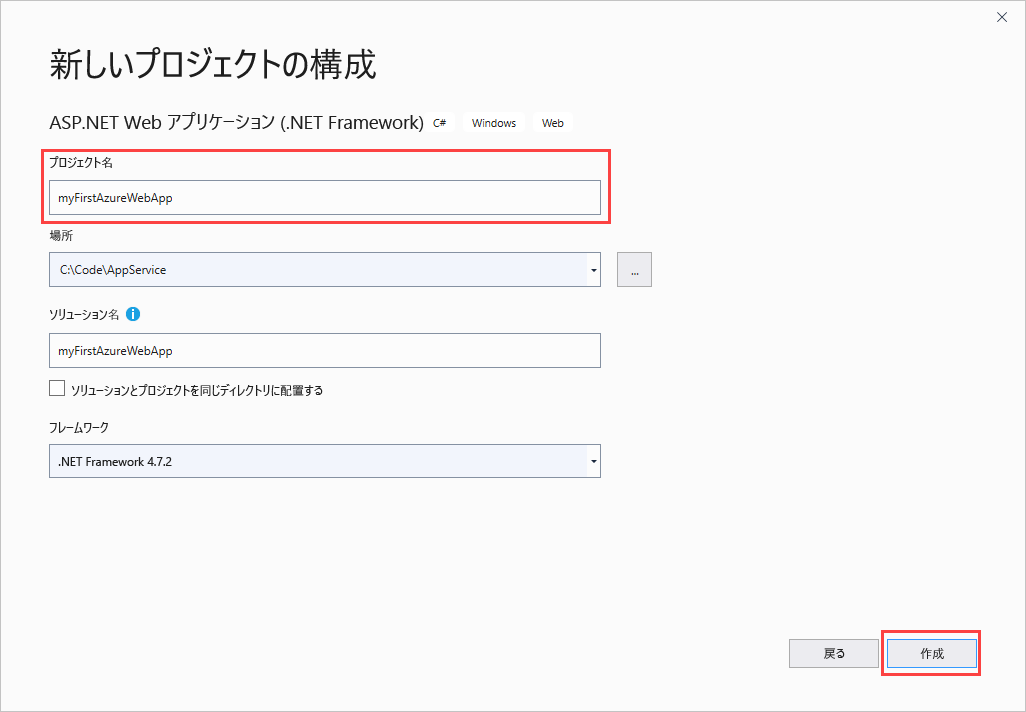 新しいプロジェクトの構成
ASP.NET Web アプリケーション (.NET Framework) C# Windows Web
プロジェクト名
myFirstAzureWebApp
場所
C:\Code\AppService
...
ソリューション名
myFirstAzureWebApp
ソリューションとプロジェクトを同じディレクトリに配置する
フレームワーク
.NET Framework 4.7.2
戻る 作成